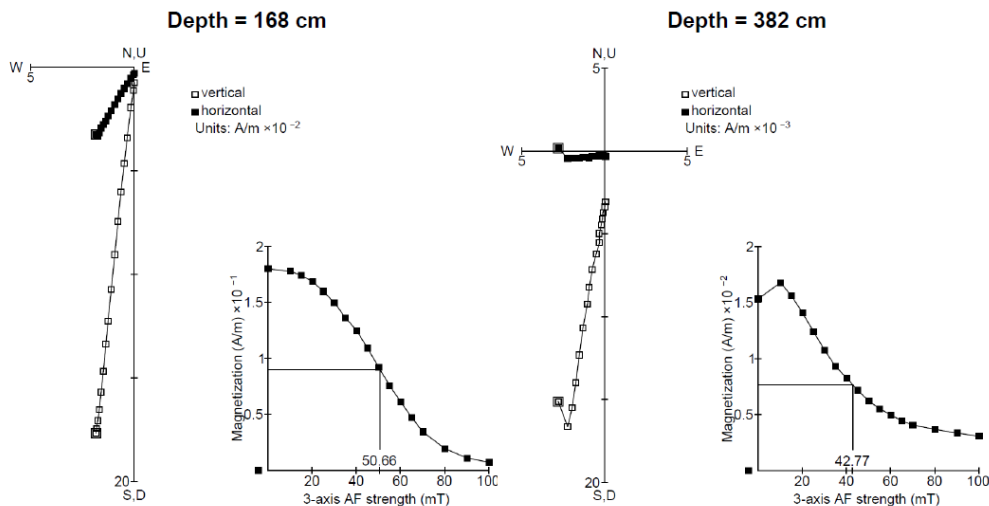 Depth = 168 cm
N,U
W
E
5
□ vertical
■ horizontal
Units: A/m ×10⁻²
20
S,D
Magnetization (A/m) ×10⁻¹
2
1.5
1
0.5
50.66
0
20
40
60
80
100
3-axis AF strength (mT)
Depth = 382 cm
N,U
5
□ vertical
■ horizontal
Units: A/m ×10⁻³
W
5
5
E
20
S,D
Magnetization (A/m) ×10⁻²
2
1.5
1
0.5
42.77
0
20
40
60
80
100
3-axis AF strength (mT)